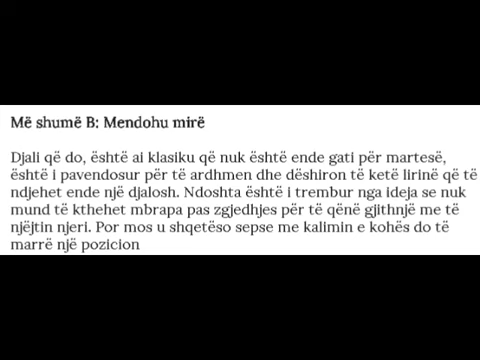 Më shumë B: Mendohu mirë
Djali që do, është ai klasiku që nuk është ende gati për martesë,
është i pavendosur për të ardhmen dhe dëshiron të ketë lirinë që të
ndjehet ende një djalosh. Ndoshta është i trembur nga ideja se nuk
mund të kthehet mbrapa pas zgjedhjes për të qënë gjithnjë me të
njëjtin njeri. Por mos u shqetëso sepse me kalimin e kohës do të
marrë një pozicion